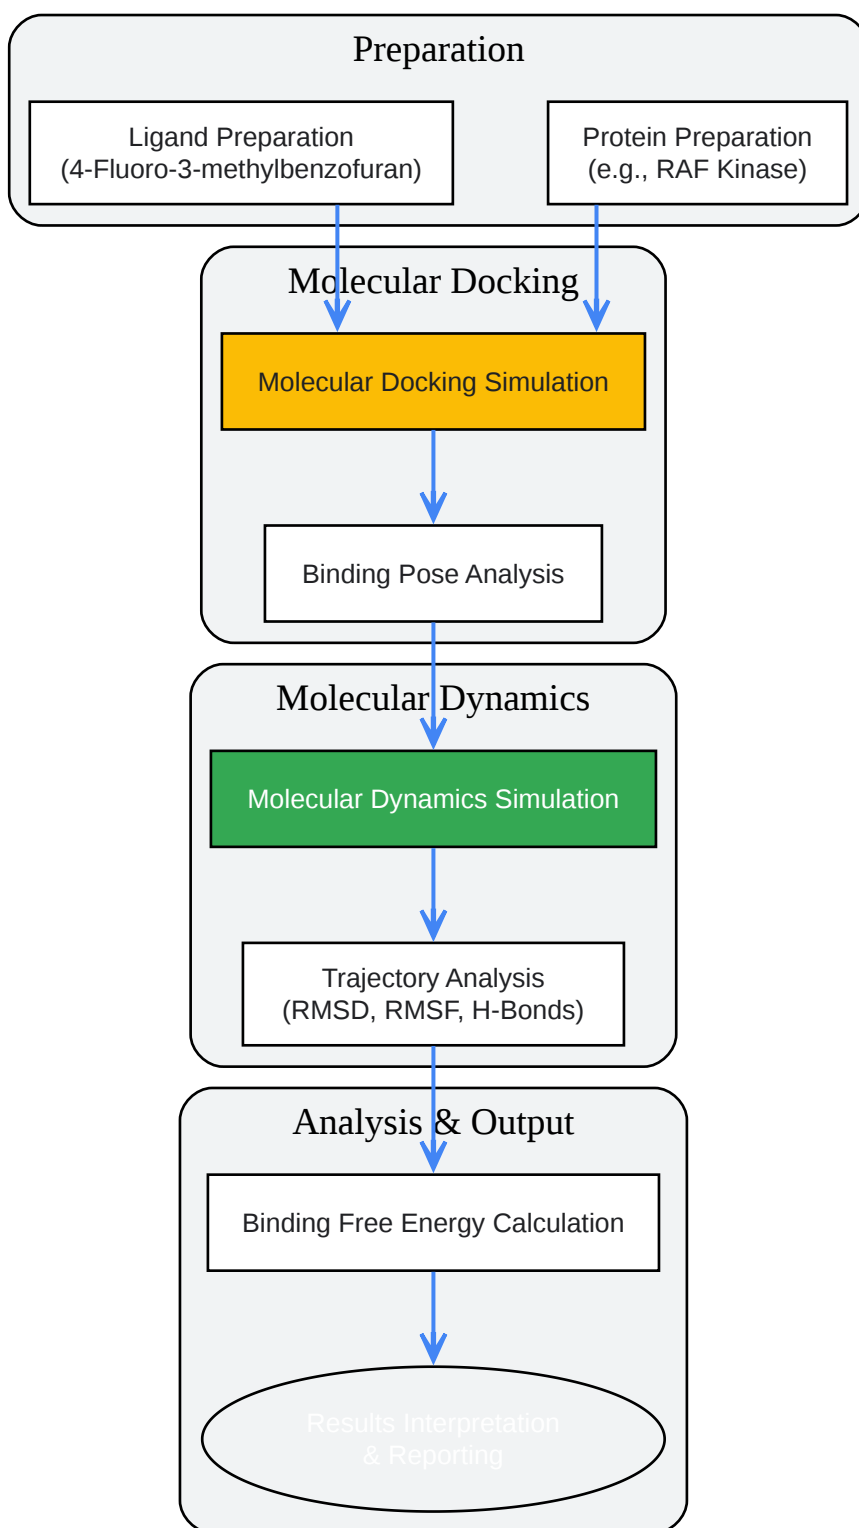 Preparation
Ligand Preparation
(4-Fluoro-3-methylbenzofuran)
Protein Preparation
(e.g., RAF Kinase)
Molecular Docking
Molecular Docking Simulation
Binding Pose Analysis
Molecular Dynamics
Molecular Dynamics Simulation
Trajectory Analysis
(RMSD, RMSF, H-Bonds)
Analysis & Output
Binding Free Energy Calculation
Results Interpretation
& Reporting